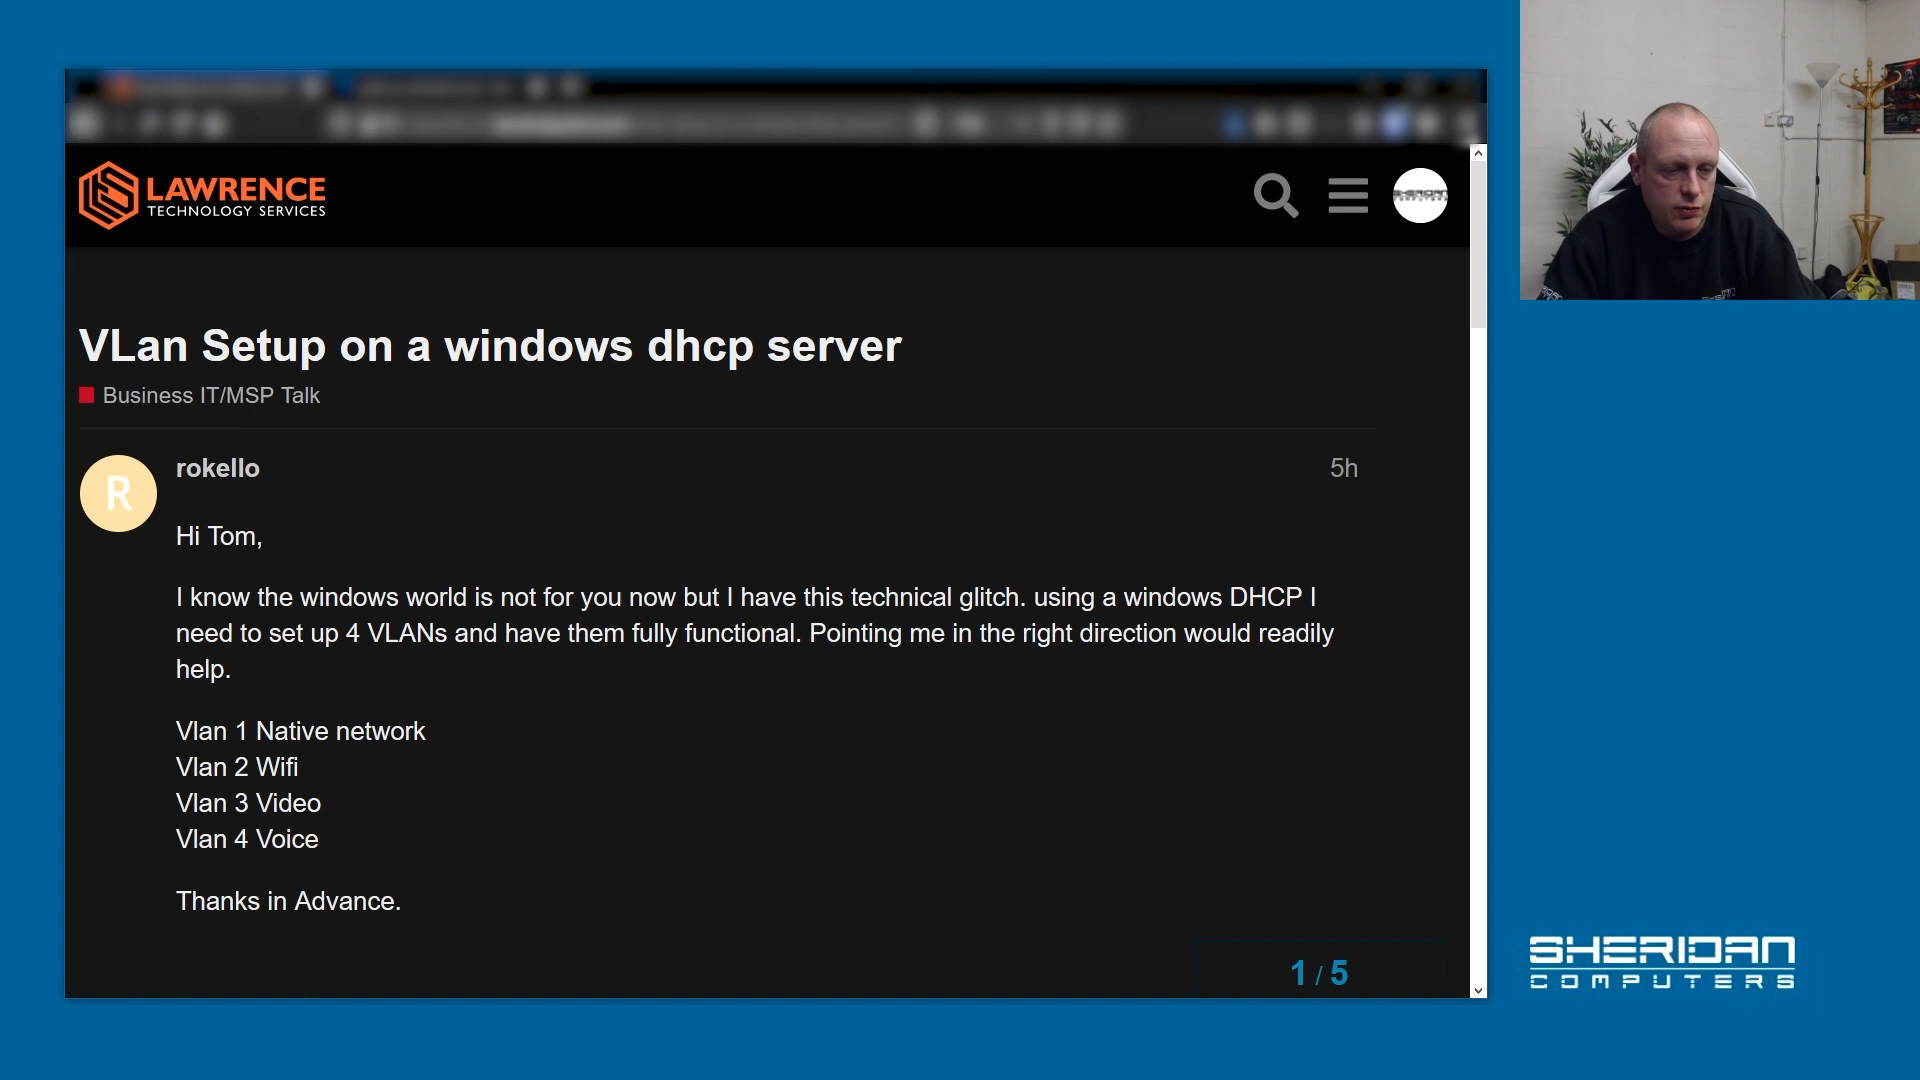 LAWRENCE
TECHNOLOGY SERVICES
SHERIDAN
COMPUTERS
VLan Setup on a windows dhcp server
Business IT/MSP Talk
R
rokello
5h
Hi Tom,
I know the windows world is not for you now but I have this technical glitch. using a windows DHCP I
need to set up 4 VLANs and have them fully functional. Pointing me in the right direction would readily
help.
Vlan 1 Native network
Vlan 2 Wifi
Vlan 3 Video
Vlan 4 Voice
Thanks in Advance.
1 / 5
SHERIDAN
COMPUTERS